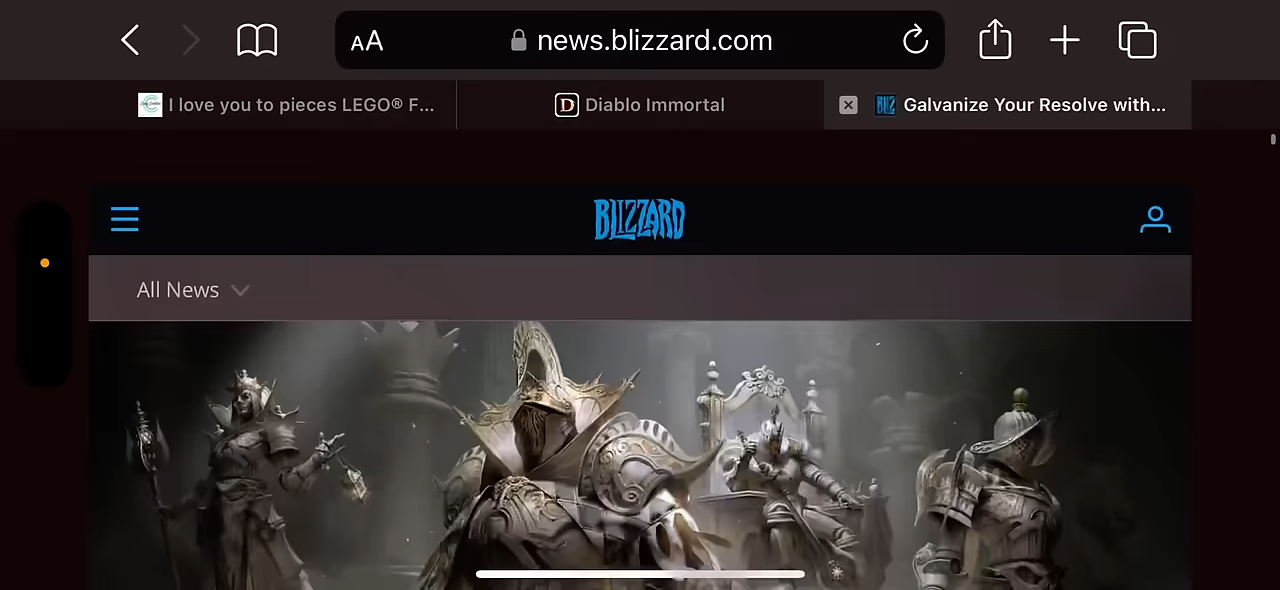 AA news.blizzard.com
I love you to pieces LEGO® F... Diablo Immortal Galvanize Your Resolve with...
BLIZZARD
All News